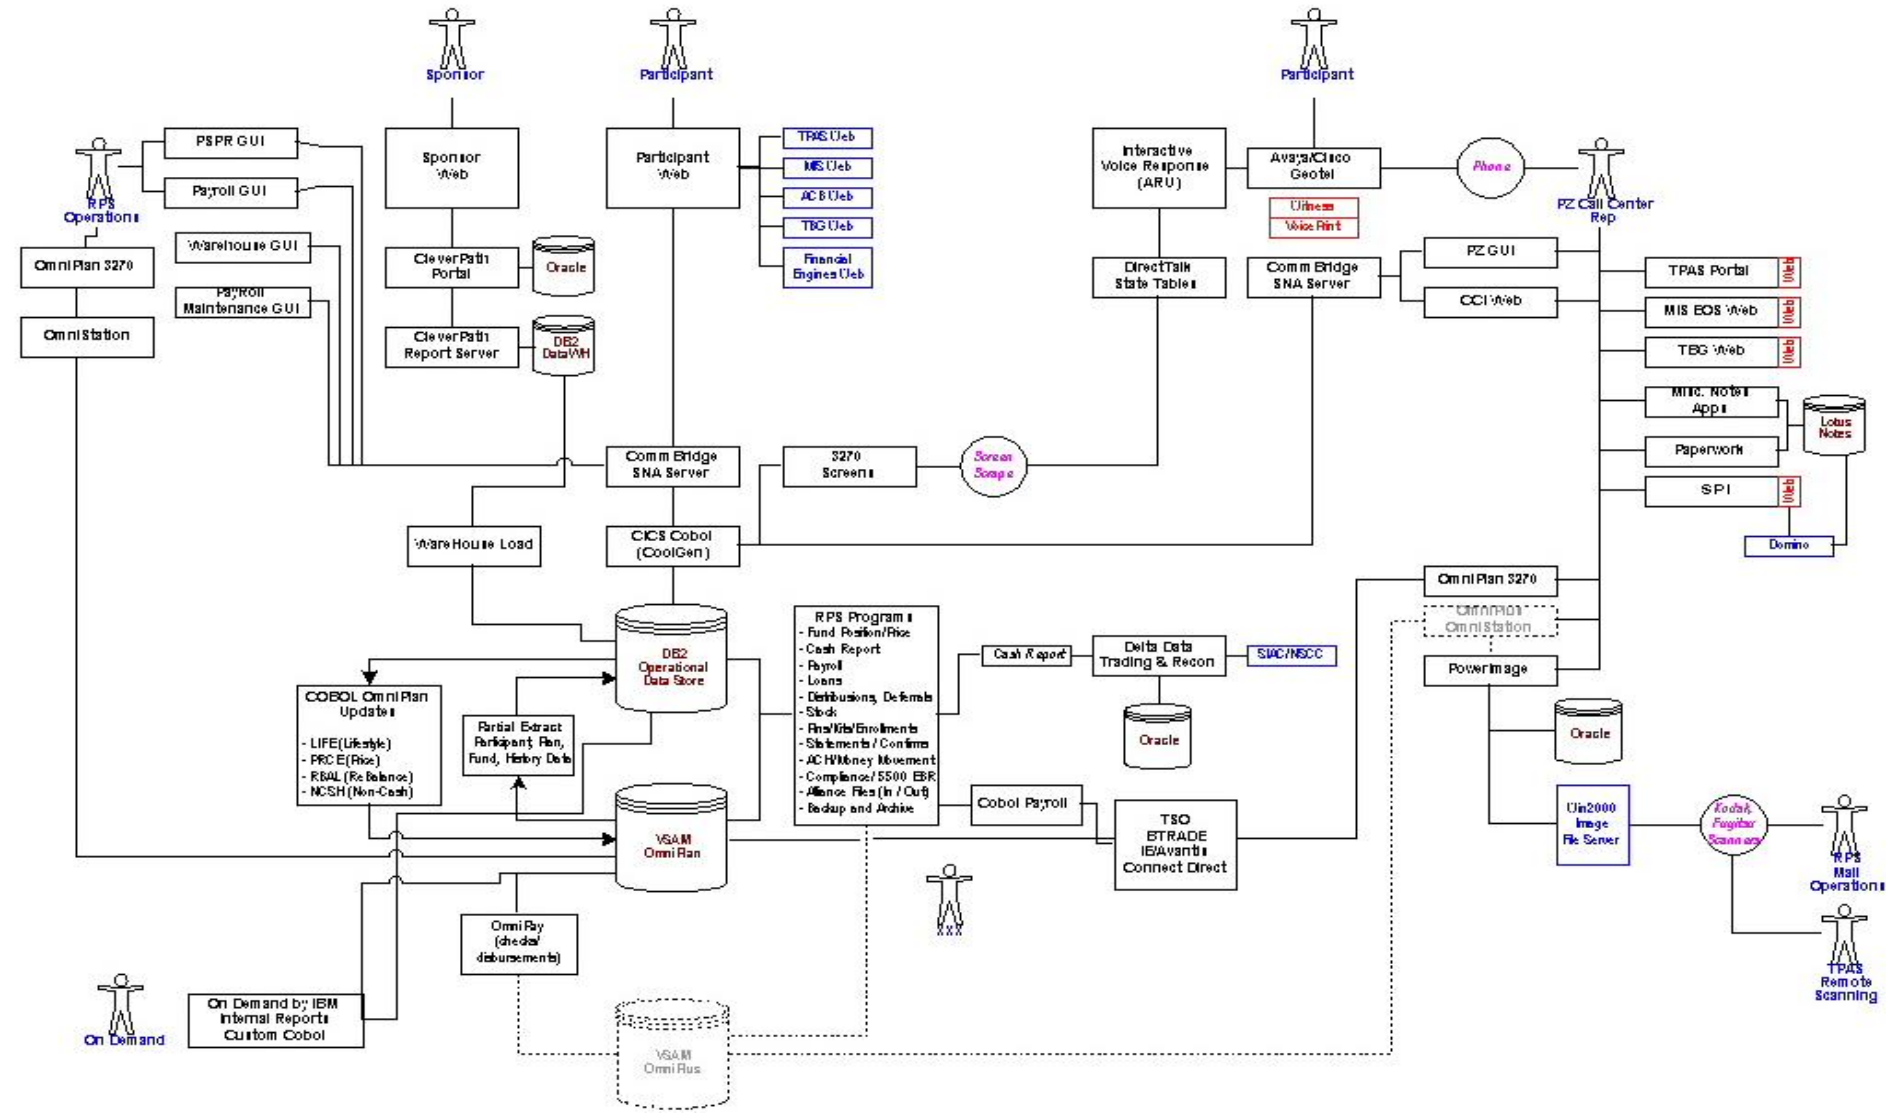 Sponsor
Participant
Participant
PSPR GUI
Payroll GUI
RPS
Operations
OmniPlan 3270
OmniStation
Warehouse GUI
PayRoll
Maintenance GUI
Sponsor
Web
CleverPath
Portal
Oracle
CleverPath
Report Server
DB2
DataWH
Participant
Web
TPAS Web
MIS Web
ACB Web
TBG Web
Financial
Engines Web
Interactive
Voice Response
(ARU)
Avaya/Cisco
Geotel
Witness
Voice Print
Phone
PZ Call Center
Rep
DirectTalk
State Tables
Comm Bridge
SNA Server
PZ GUI
CCI Web
TPAS Portal
Web
MIS EOS Web
Web
TBG Web
Web
Misc. Notes
Apps
Paperwork
Lotus
Notes
SPI
Web
Domino
Comm Bridge
SNA Server
3270
Screens
Screen
Scrape
WareHouse Load
CICS Cobol
(CoolGen)
OmniPlan 3270
OmniPlus
OmniStation
PowerImage
Oracle
DB2
Operational
Data Store
RPS Programs
- Fund Position/Price
- Cash Report
- Payroll
- Loans
- Distribusions, Deferrals
- Stock
- Pins/Kits/Enrollments
- Statements / Confirms
- ACH/Money Movement
- Compliance/ 5500 EBR
- Alliance Files (In / Out)
- Backup and Archive
Cash Report
Delta Data
Trading & Recon
SIAC/NSCC
Oracle
COBOL OmniPlan
Updates
- LIFE(Lifestyle)
- PRCE(Price)
- RBAL (ReBalance)
- NCSH (Non-Cash)
Partial Extract
Participant, Plan,
Fund, History Data
VSAM
OmniPlan
Cobol Payroll
TSO
BTRADE
IE/Avantis
Connect Direct
Win2000
Image
File Server
Kodak,
Fugitsu
Scanners
RPS
Mail
Operations
TPAS
Remote
Scanning
XXX
OmniPay
(checks/
disbursements)
On Demand
On Demand by IBM
Internal Reports
Custom Cobol
VSAM
OmniPlus